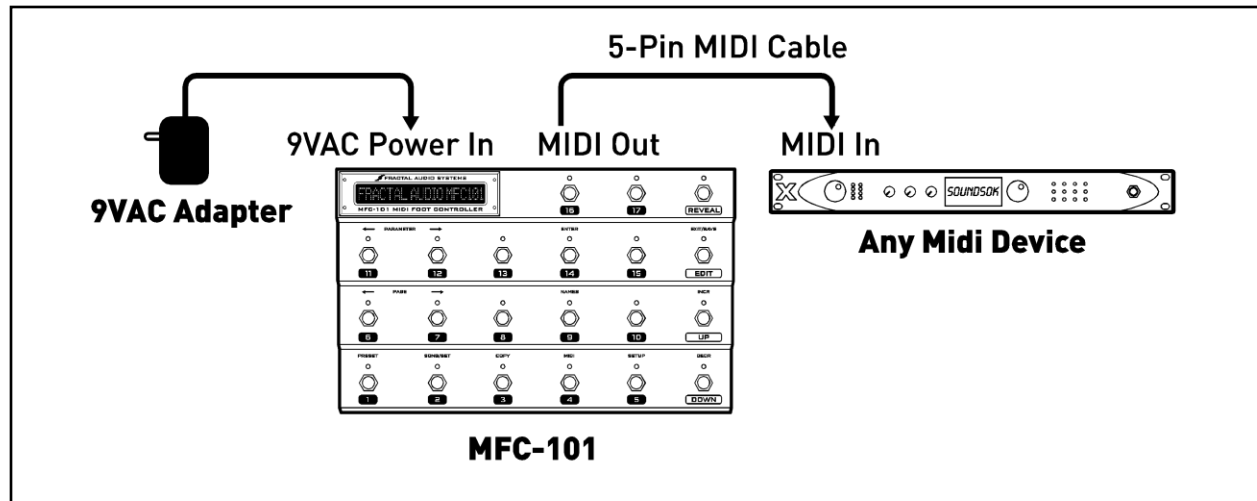 5-Pin MIDI Cable
9VAC Power In
MIDI Out
MIDI In
9VAC Adapter
FRACTAL AUDIO SYSTEMS
FRACTAL AUDIO MFC101
MFC-101 MIDI FOOT CONTROLLER
16 17 REVEAL
X
SOUNDSOK
Any Midi Device
PARAMETER ENTER EXIT/SAVE
11 12 13 14 15 EDIT
PAGE NAMES INCR
6 7 8 9 10 UP
PRESET SONG/SET COPY MIDI SETUP DECR
1 2 3 4 5 DOWN
MFC-101